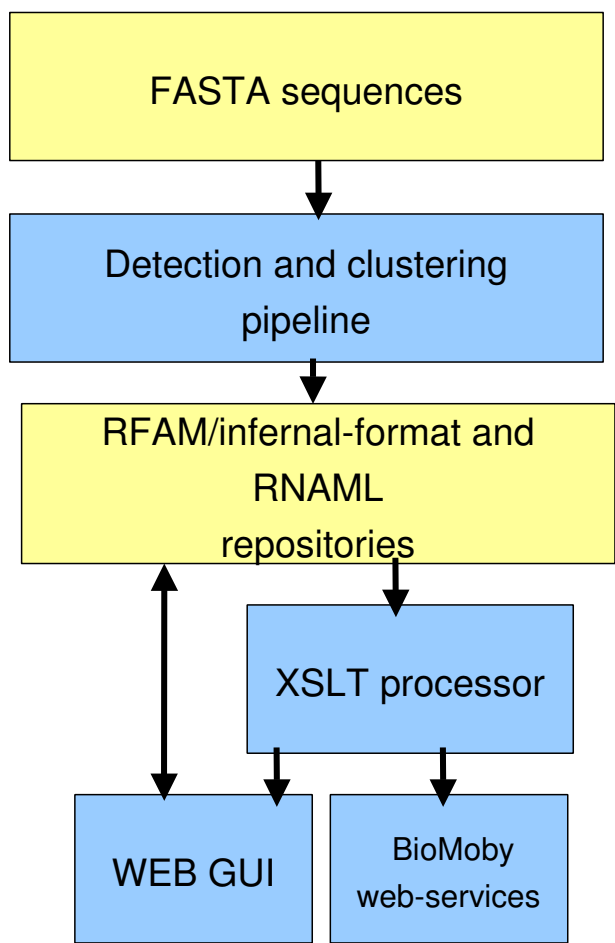 FASTA sequences
Detection and clustering
pipeline
RFAM/infernal-format and
RNAML
repositories
XSLT processor
WEB GUI
BioMoby
web-services